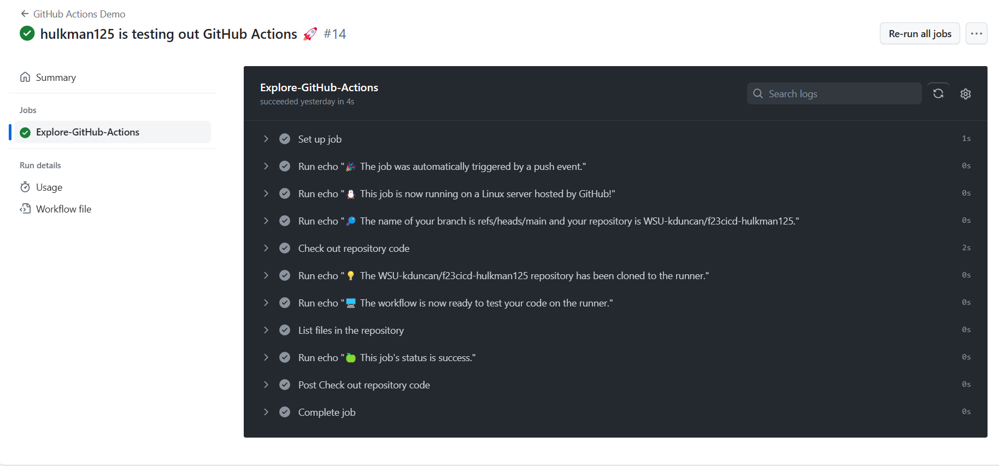 GitHub Actions Demo
hulkman125 is testing out GitHub Actions 🚀 #14
Re-run all jobs
Summary
Jobs
Explore-GitHub-Actions
Run details
Usage
Workflow file
Explore-GitHub-Actions
succeeded yesterday in 4s
Search logs
Set up job 1s
Run echo "🎉 The job was automatically triggered by a push event." 0s
Run echo "🐧 This job is now running on a Linux server hosted by GitHub!" 0s
Run echo "🔎 The name of your branch is refs/heads/main and your repository is WSU-kduncan/f23cicd-hulkman125." 0s
Check out repository code 2s
Run echo "💡 The WSU-kduncan/f23cicd-hulkman125 repository has been cloned to the runner." 0s
Run echo "🖥️ The workflow is now ready to test your code on the runner." 0s
List files in the repository 0s
Run echo "🍏 This job's status is success." 0s
Post Check out repository code 0s
Complete job 0s